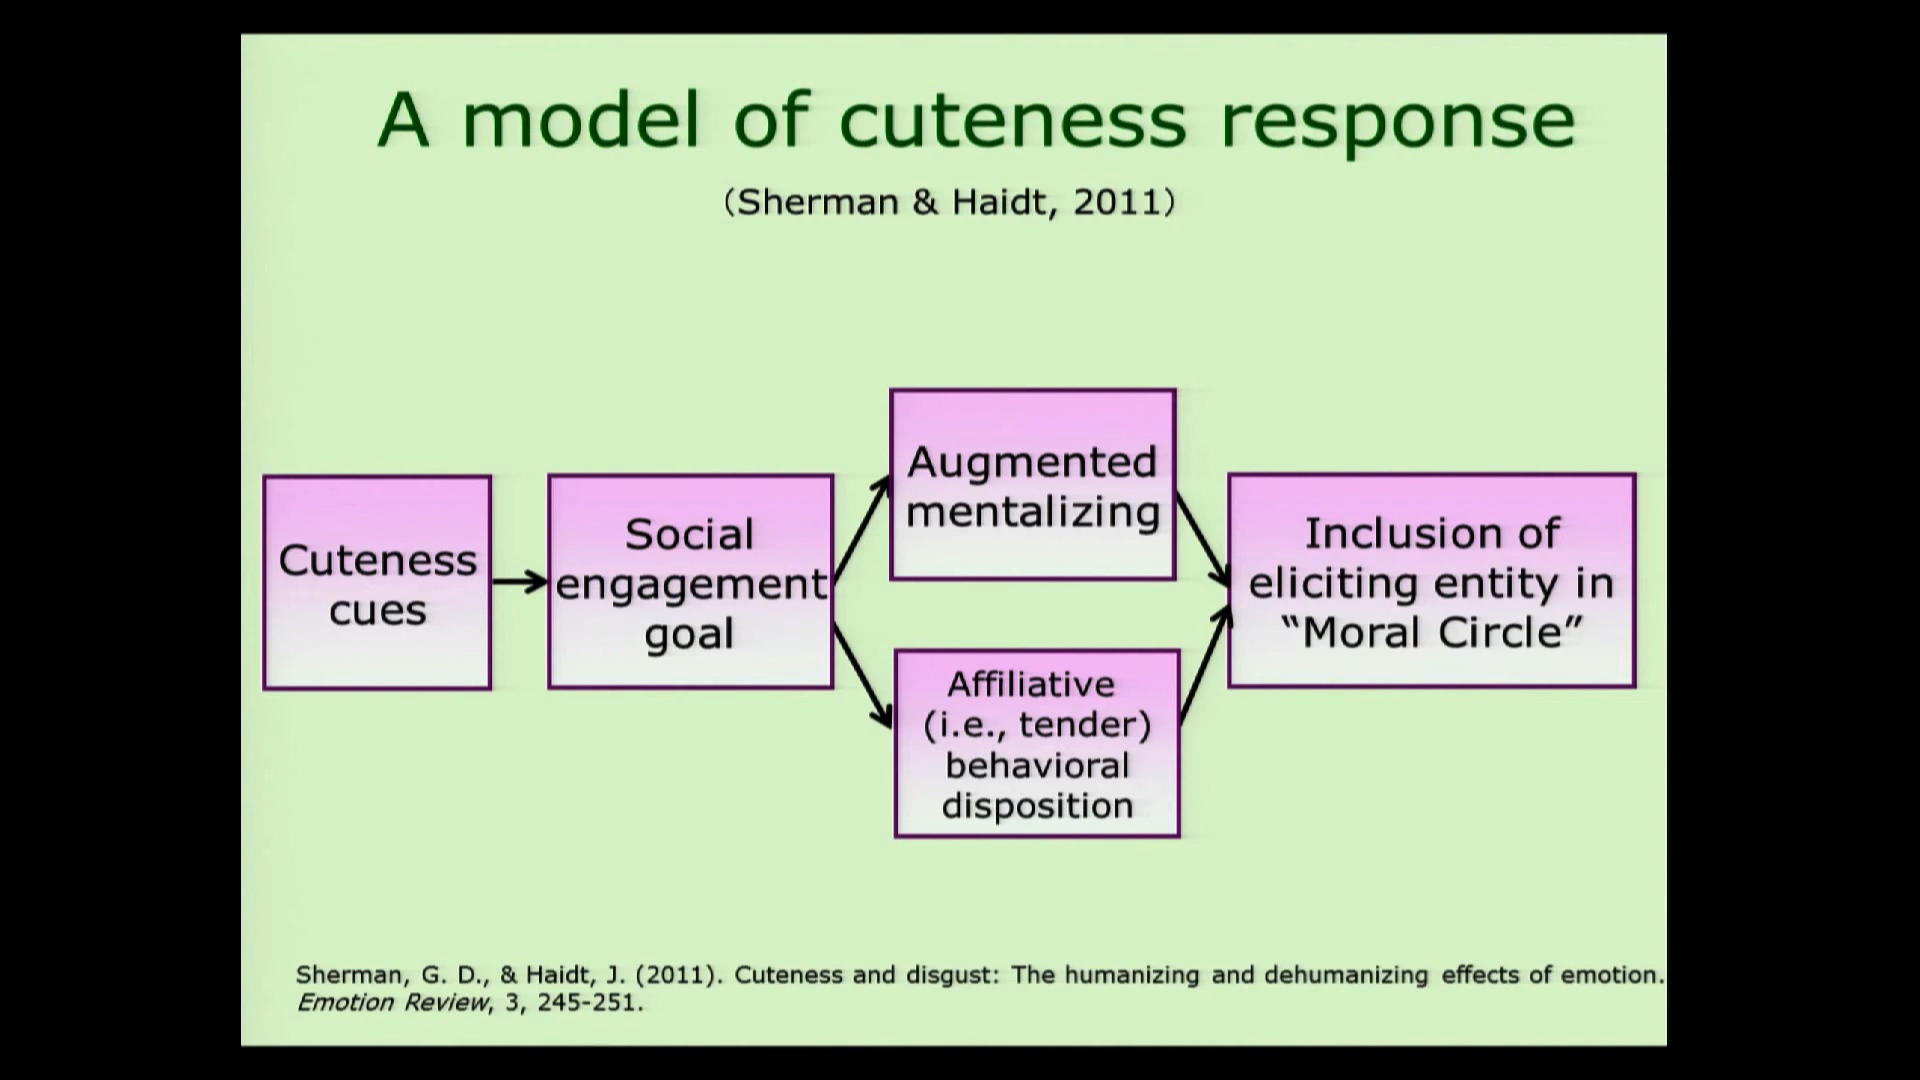 A model of cuteness response
（Sherman & Haidt, 2011）
Cuteness
cues
Social
engagement
goal
Augmented
mentalizing
Affiliative
(i.e., tender)
behavioral
disposition
Inclusion of
eliciting entity in
“Moral Circle”
Sherman, G. D., & Haidt, J. (2011). Cuteness and disgust: The humanizing and dehumanizing effects of emotion.
Emotion Review, 3, 245-251.